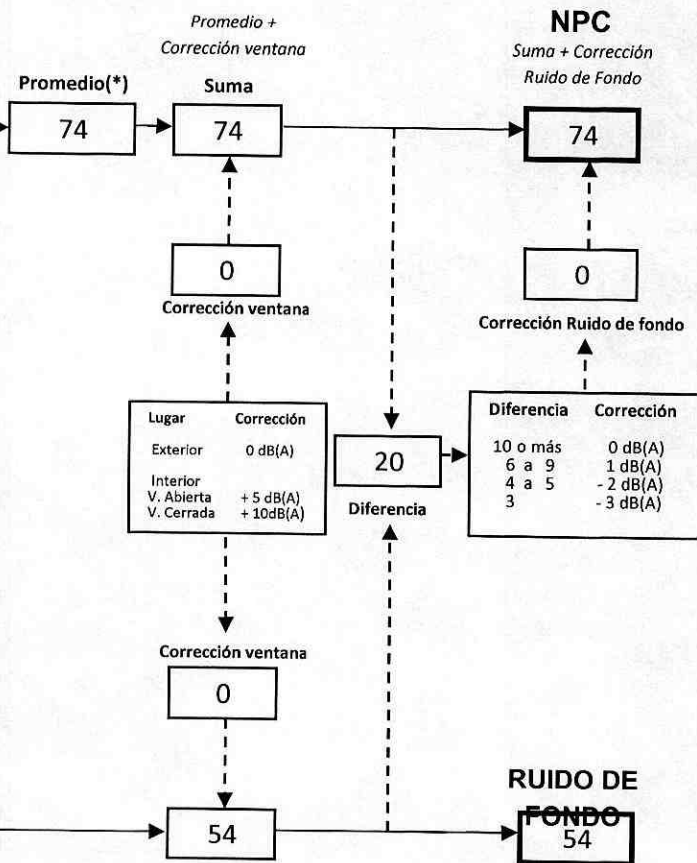 Promedio +
Corrección ventana
NPC
Suma + Corrección
Ruido de Fondo
Promedio(*)
Suma
74
74
74
0
Corrección ventana
0
Corrección Ruido de fondo
Lugar Corrección
Exterior 0 dB(A)
Interior
V. Abierta + 5 dB(A)
V. Cerrada + 10dB(A)
20
Diferencia
Diferencia Corrección
10 o más 0 dB(A)
6 a 9 1 dB(A)
4 a 5 - 2 dB(A)
3 - 3 dB(A)
Corrección ventana
0
54
RUIDO DE
FONDO
54